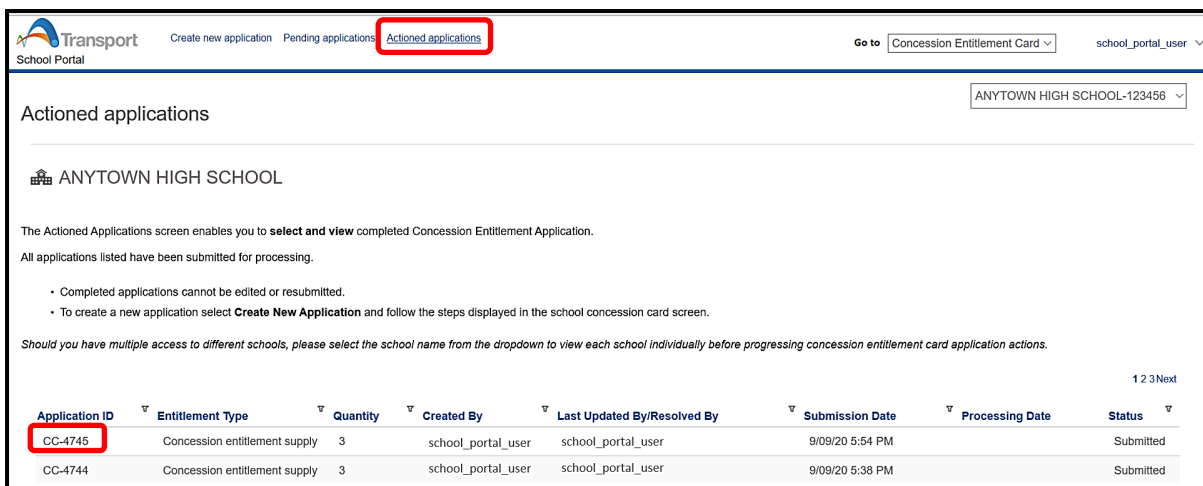 Transport
School Portal
Create new application Pending applications Actioned applications
Go to Concession Entitlement Card
school_portal_user
ANYTOWN HIGH SCHOOL-123456
Actioned applications
ANYTOWN HIGH SCHOOL
The Actioned Applications screen enables you to select and view completed Concession Entitlement Application.
All applications listed have been submitted for processing.
• Completed applications cannot be edited or resubmitted.
• To create a new application select Create New Application and follow the steps displayed in the school concession card screen.
Should you have multiple access to different schools, please select the school name from the dropdown to view each school individually before progressing concession entitlement card application actions.
1 2 3 Next
Application ID Entitlement Type Quantity Created By Last Updated By/Resolved By Submission Date Processing Date Status
CC-4745 Concession entitlement supply 3 school_portal_user school_portal_user 9/09/20 5:54 PM Submitted
CC-4744 Concession entitlement supply 3 school_portal_user school_portal_user 9/09/20 5:38 PM Submitted